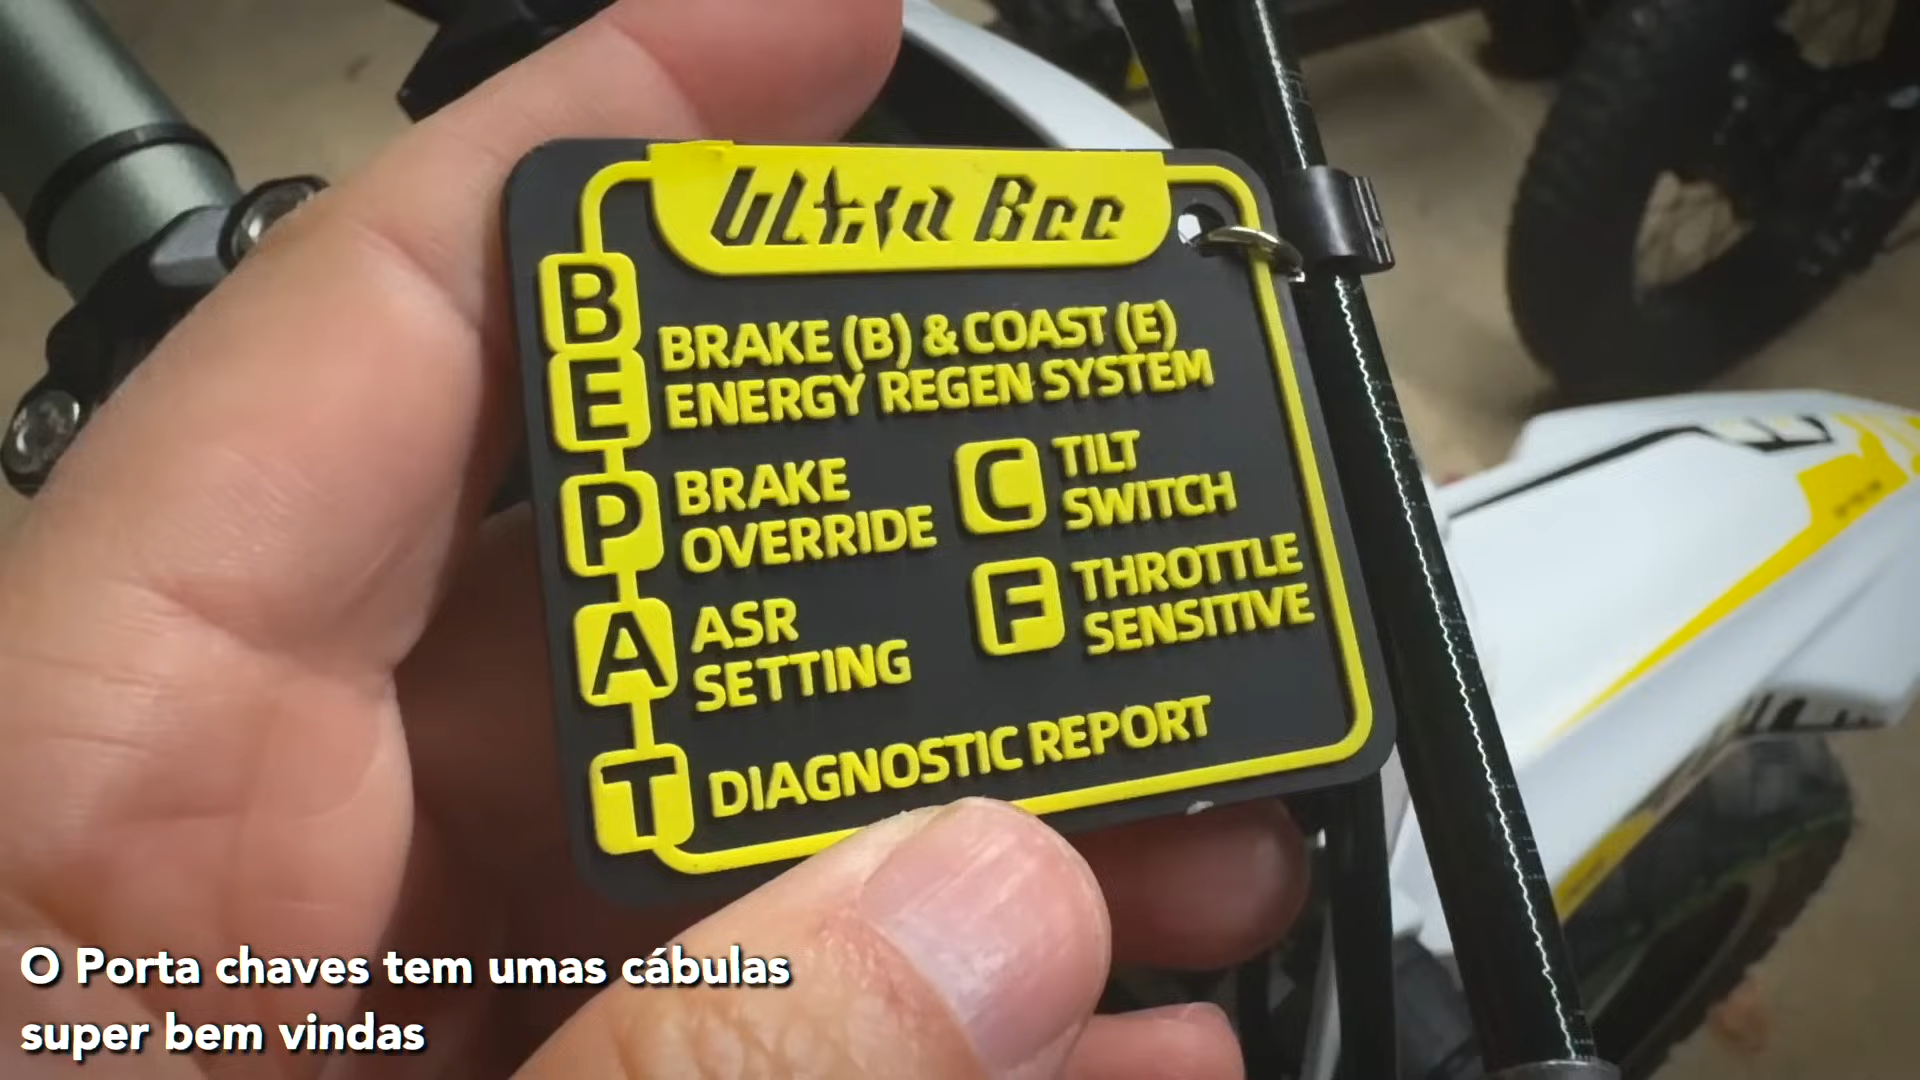 Ultra Bee
B
E
BRAKE (B) & COAST (E)
ENERGY REGEN SYSTEM
P
BRAKE
OVERRIDE
C
TILT
SWITCH
A
ASR
SETTING
F
THROTTLE
SENSITIVE
T
DIAGNOSTIC REPORT
O Porta chaves tem umas cábulas
super bem vindas